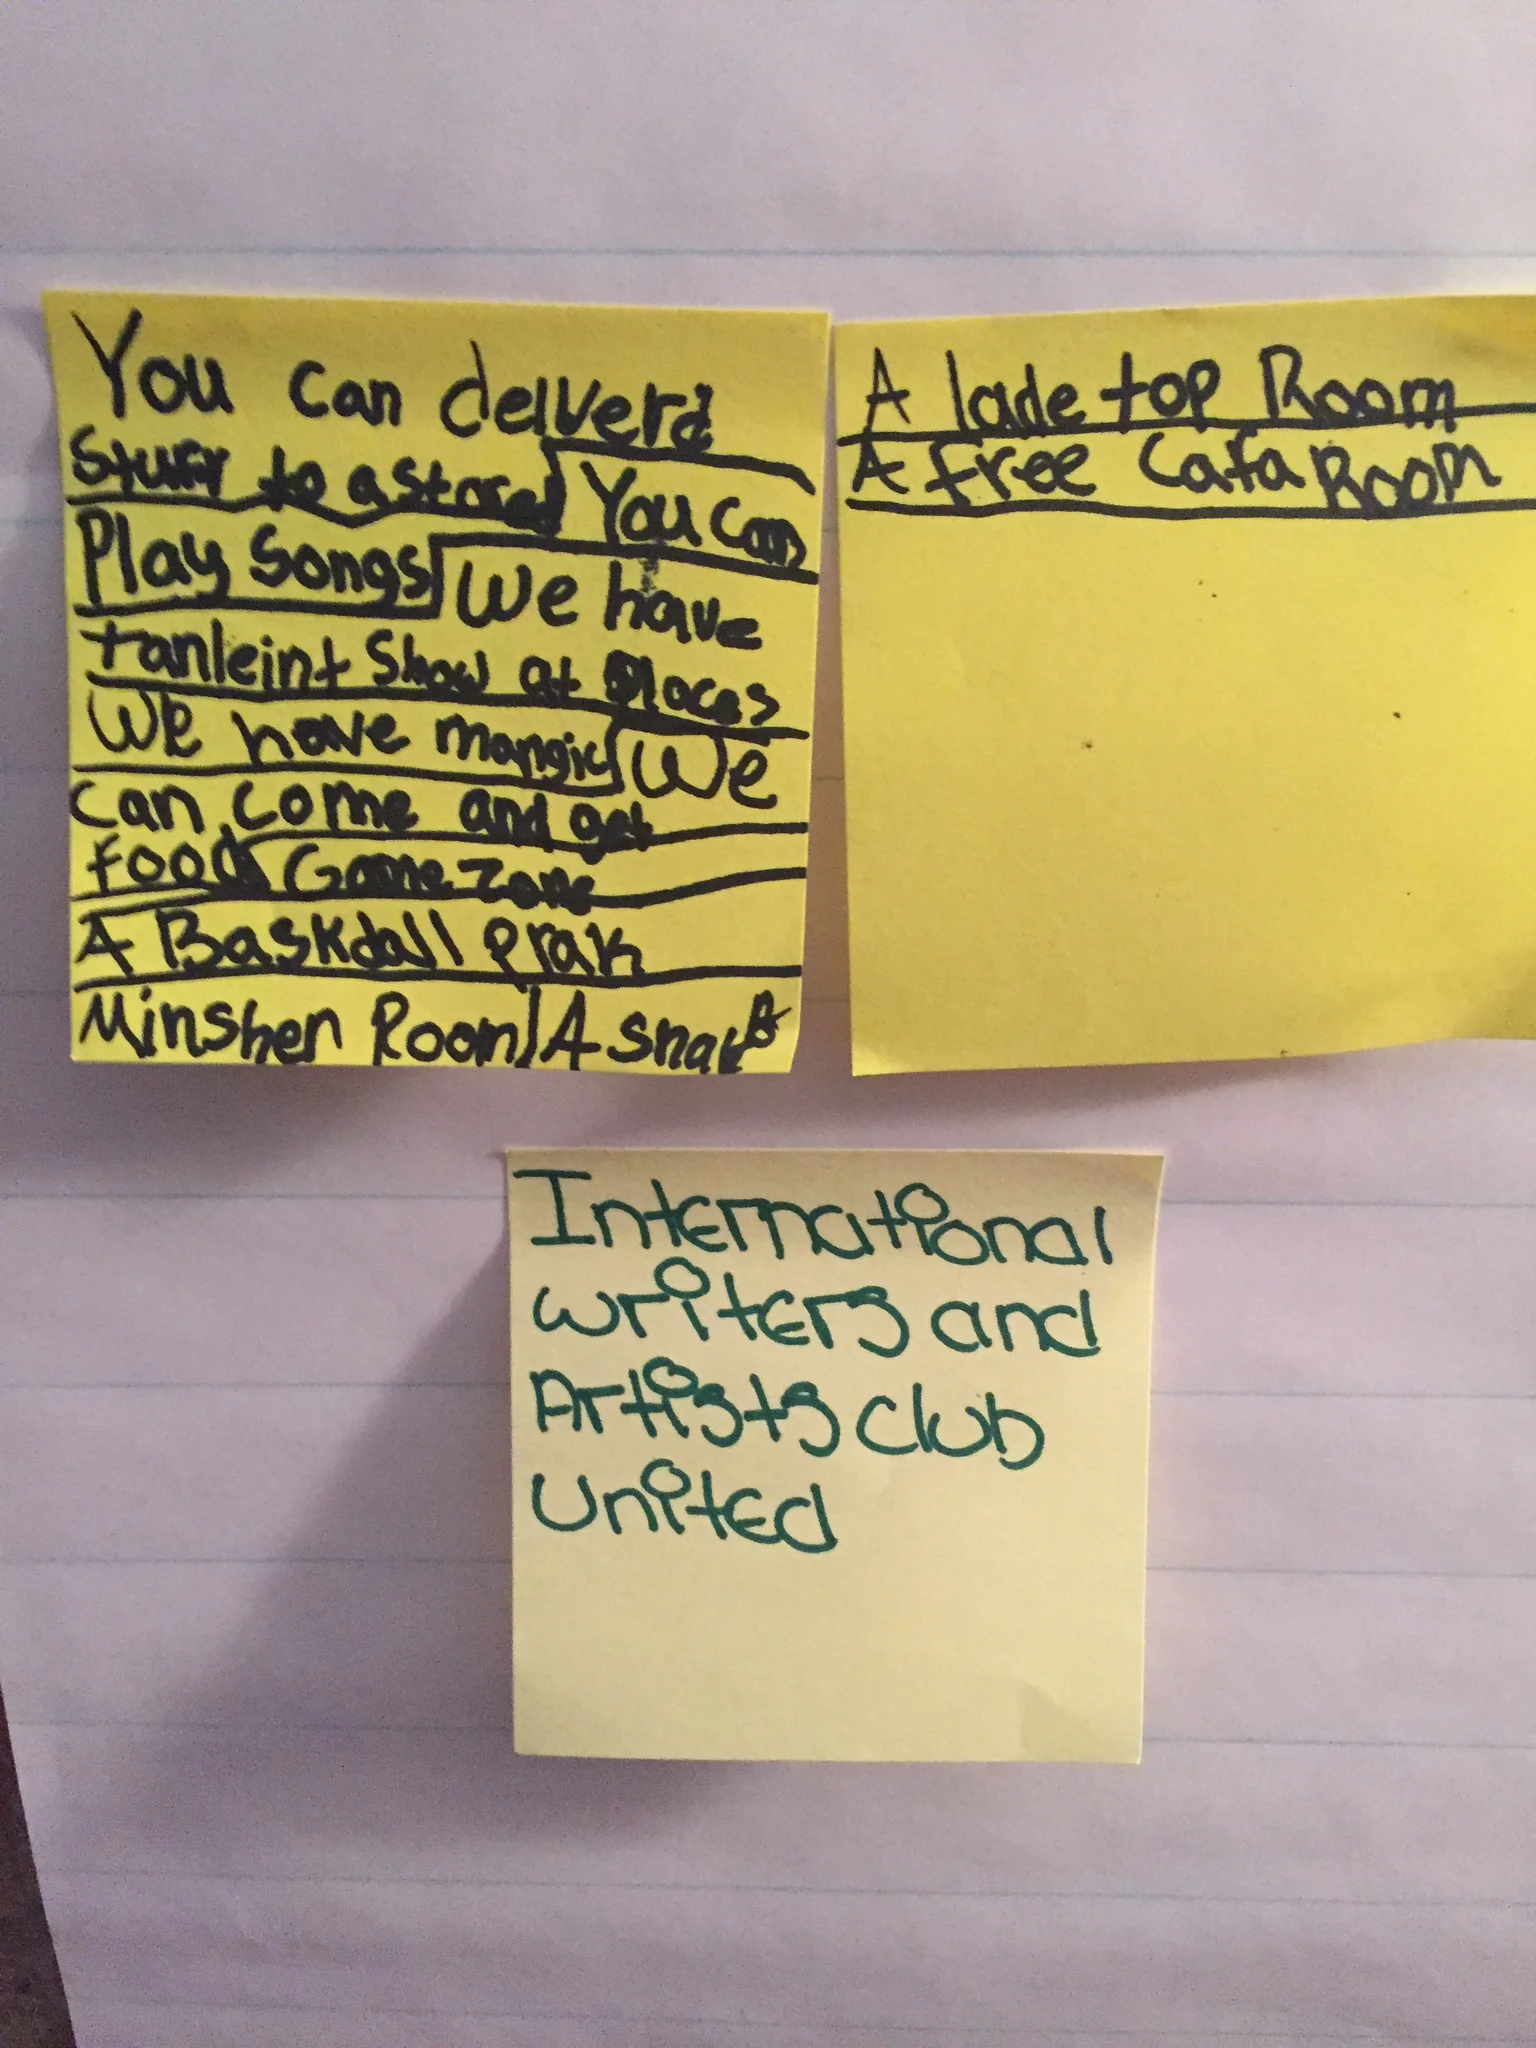 You can delverd
Stuff to a store You can
Play Songs We have
tanleint Show at Places
We have mangic We
can come and get
food Game Zone
A Baskdall prak
Minshen Room A snak
A lade top Room
A free Cafa Room
International
writers and
Artists club
United